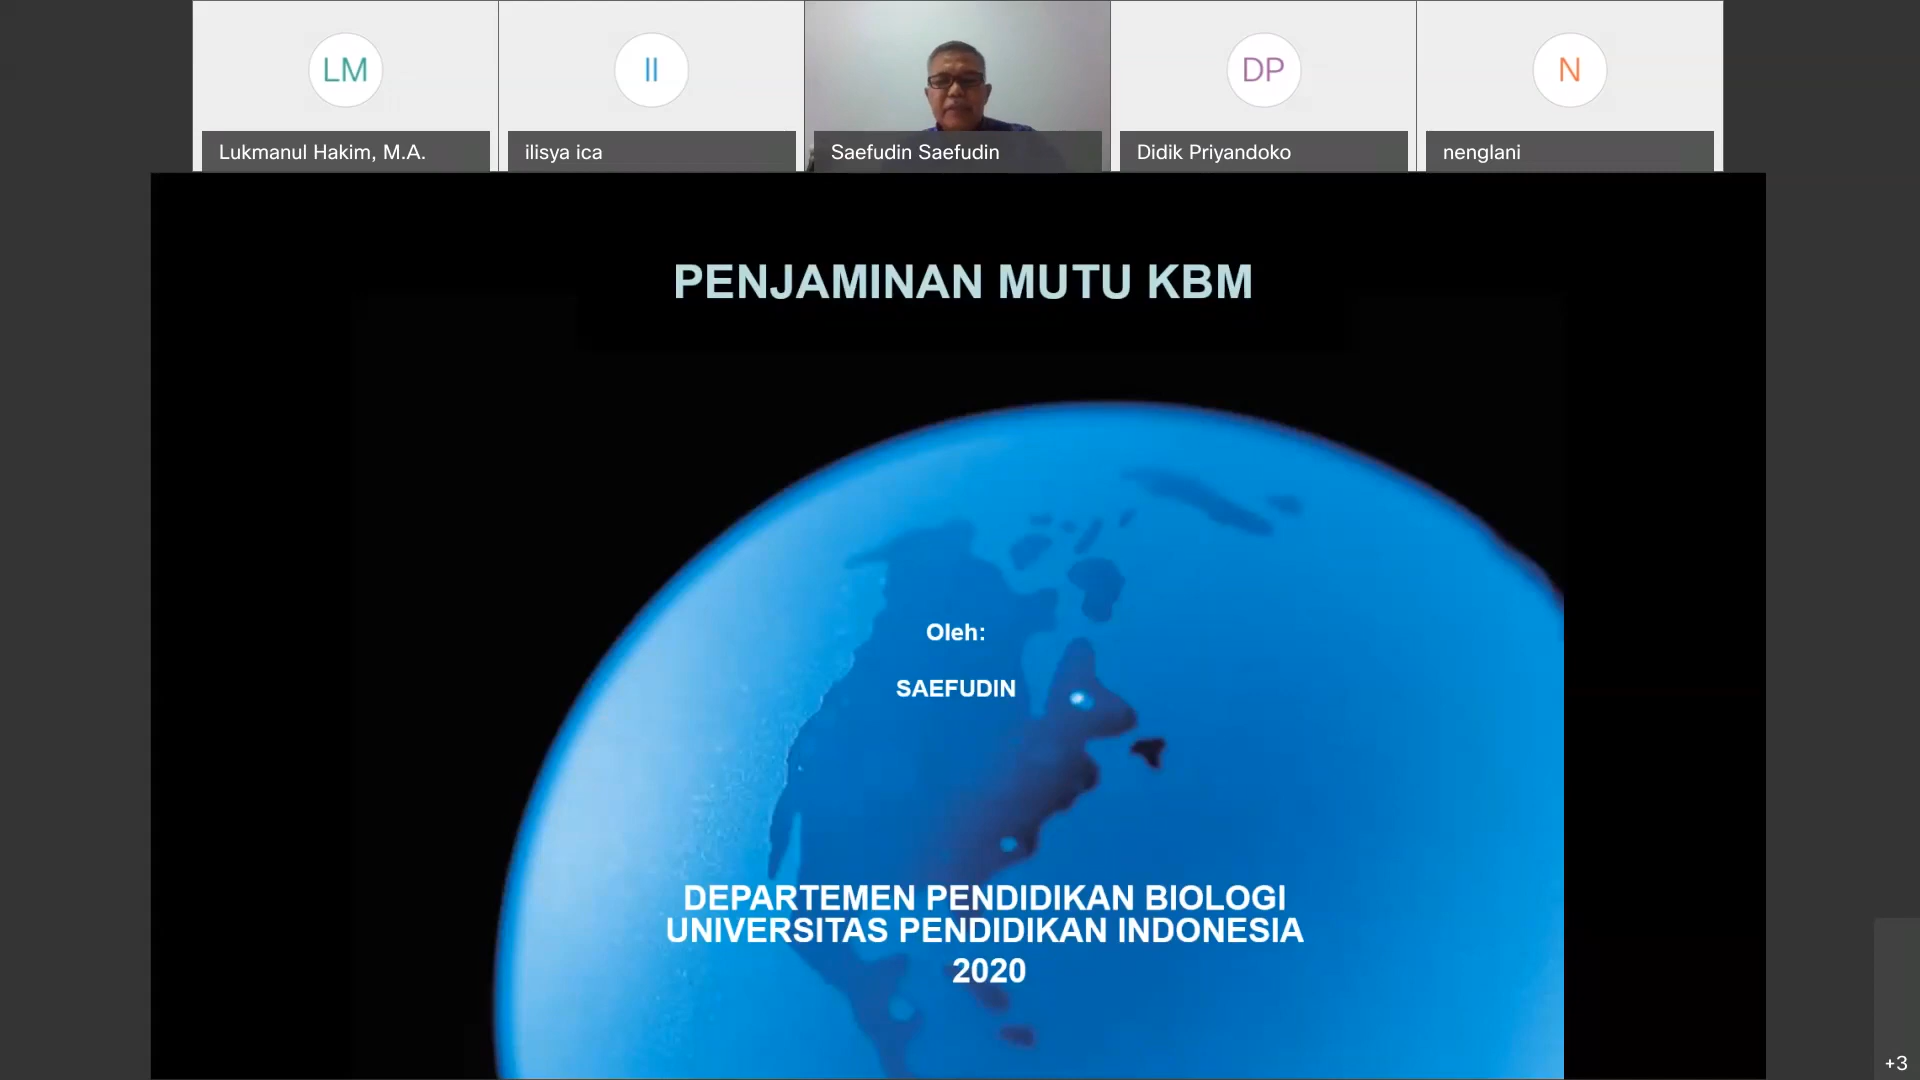 LM
II
DP
N
Lukmanul Hakim, M.A.
ilisya ica
Saefudin Saefudin
Didik Priyandoko
nenglani
PENJAMINAN MUTU KBM
Oleh:
SAEFUDIN
DEPARTEMEN PENDIDIKAN BIOLOGI
UNIVERSITAS PENDIDIKAN INDONESIA
2020
+3